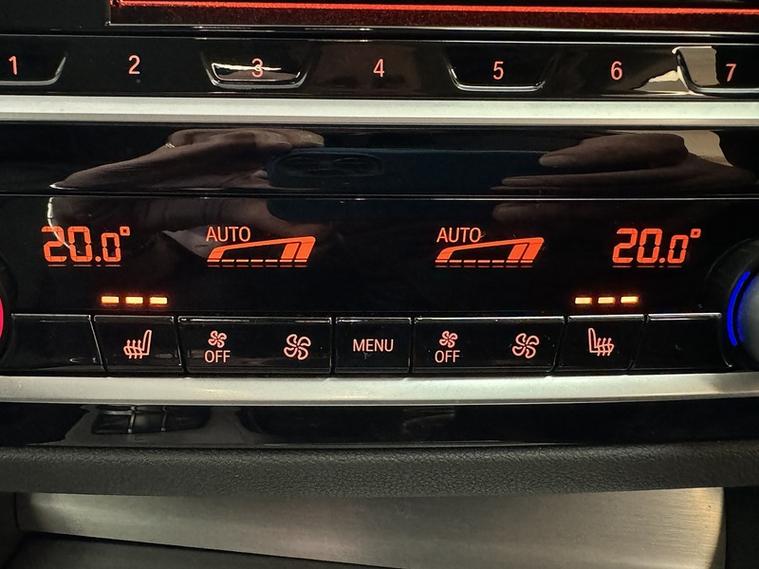 1 2 3 4 5 6 7
20.0° AUTO AUTO 20.0°
OFF MENU OFF